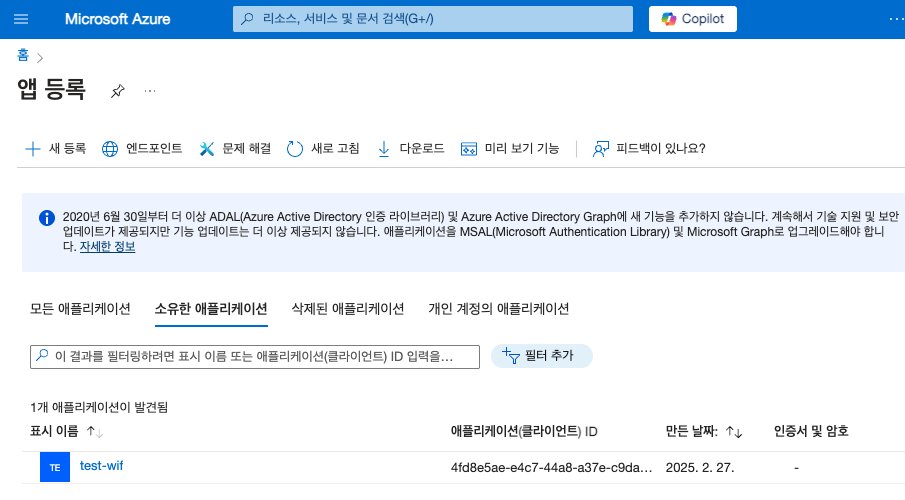 Microsoft Azure
리소스, 서비스 및 문서 검색(G+/)
Copilot
홈
앱 등록
새 등록
엔드포인트
문제 해결
새로 고침
다운로드
미리 보기 기능
피드백이 있나요?
2020년 6월 30일부터 더 이상 ADAL(Azure Active Directory 인증 라이브러리) 및 Azure Active Directory Graph에 새 기능을 추가하지 않습니다. 계속해서 기술 지원 및 보안
업데이트가 제공되지만 기능 업데이트는 더 이상 제공되지 않습니다. 애플리케이션을 MSAL(Microsoft Authentication Library) 및 Microsoft Graph로 업그레이드해야 합니
다. 자세한 정보
모든 애플리케이션
소유한 애플리케이션
삭제된 애플리케이션
개인 계정의 애플리케이션
이 결과를 필터링하려면 표시 이름 또는 애플리케이션(클라이언트) ID 입력을…
필터 추가
1개 애플리케이션이 발견됨
표시 이름
애플리케이션(클라이언트) ID
만든 날짜:
인증서 및 암호
TE
test-wif
4fd8e5ae-e4c7-44a8-a37e-c9da…
2025. 2. 27.
-